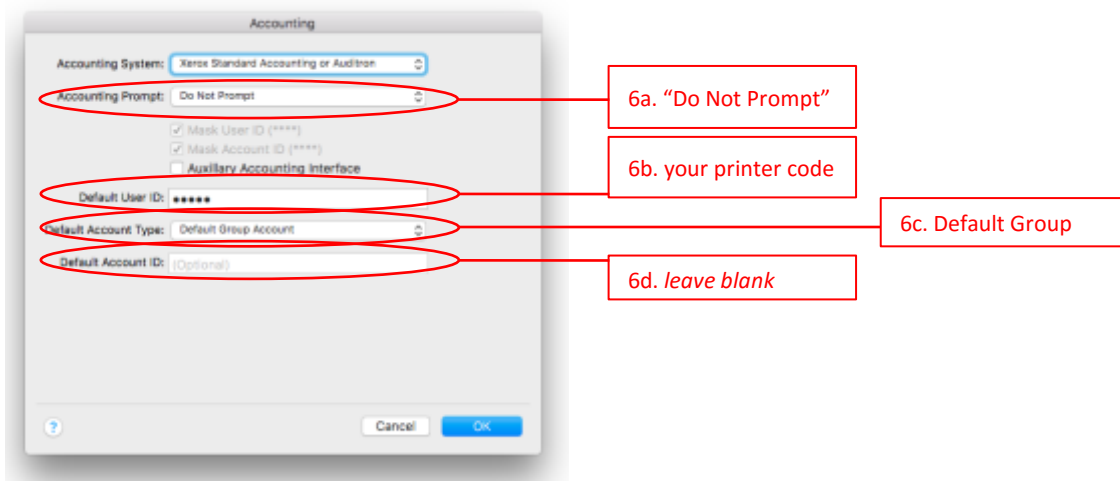 Accounting
Accounting System: Xerox Standard Accounting or Auditron
Accounting Prompt: Do Not Prompt
Mask User ID (****)
Mask Account ID (****)
Auxiliary Accounting Interface
Default User ID: •••••
Default Account Type: Default Group Account
Default Account ID: (Optional)
?
Cancel
OK
6a. “Do Not Prompt”
6b. your printer code
6c. Default Group
6d. leave blank